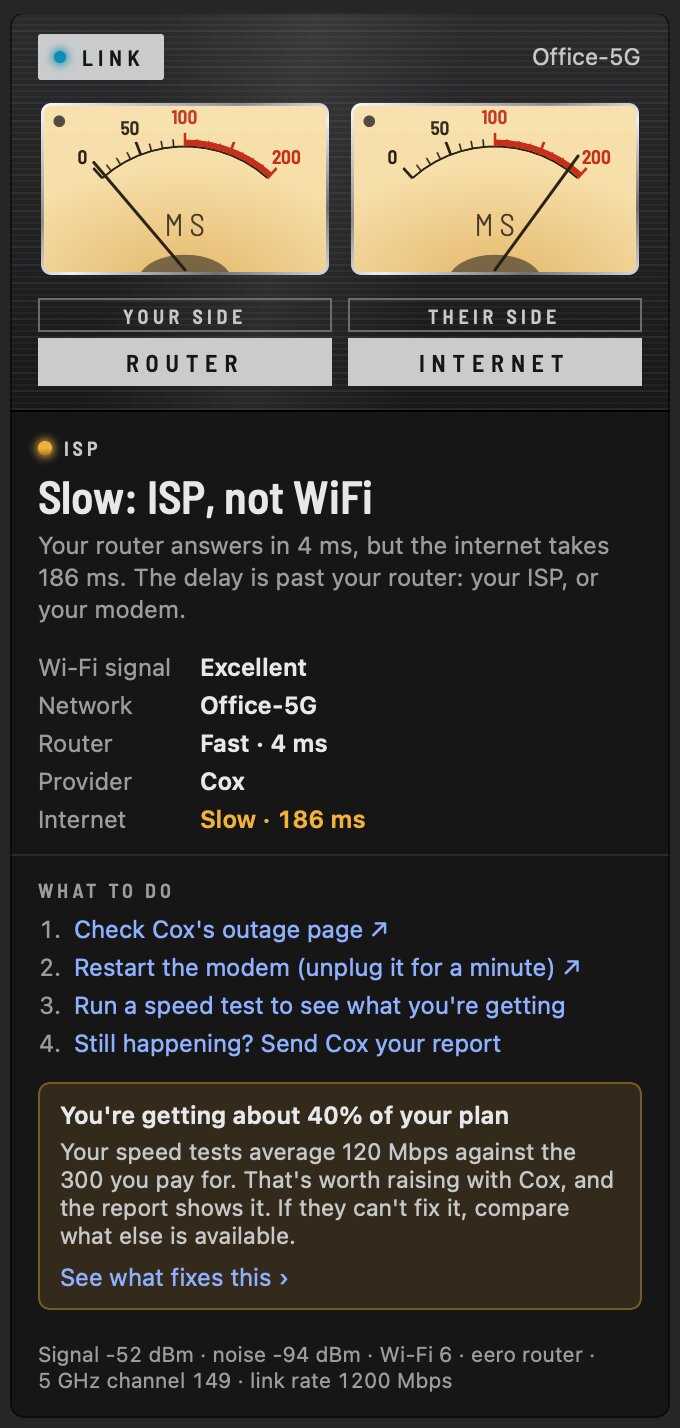 LINK
Office-5G
0 50 100 200
MS
0 50 100 200
MS
YOUR SIDE
THEIR SIDE
ROUTER
INTERNET
ISP
Slow: ISP, not WiFi
Your router answers in 4 ms, but the internet takes
186 ms. The delay is past your router: your ISP, or
your modem.
Wi-Fi signal Excellent
Network Office-5G
Router Fast · 4 ms
Provider Cox
Internet Slow · 186 ms
WHAT TO DO
1. Check Cox's outage page ↗
2. Restart the modem (unplug it for a minute) ↗
3. Run a speed test to see what you're getting
4. Still happening? Send Cox your report
You're getting about 40% of your plan
Your speed tests average 120 Mbps against the
300 you pay for. That's worth raising with Cox, and
the report shows it. If they can't fix it, compare
what else is available.
See what fixes this ›
Signal -52 dBm · noise -94 dBm · Wi-Fi 6 · eero router ·
5 GHz channel 149 · link rate 1200 Mbps